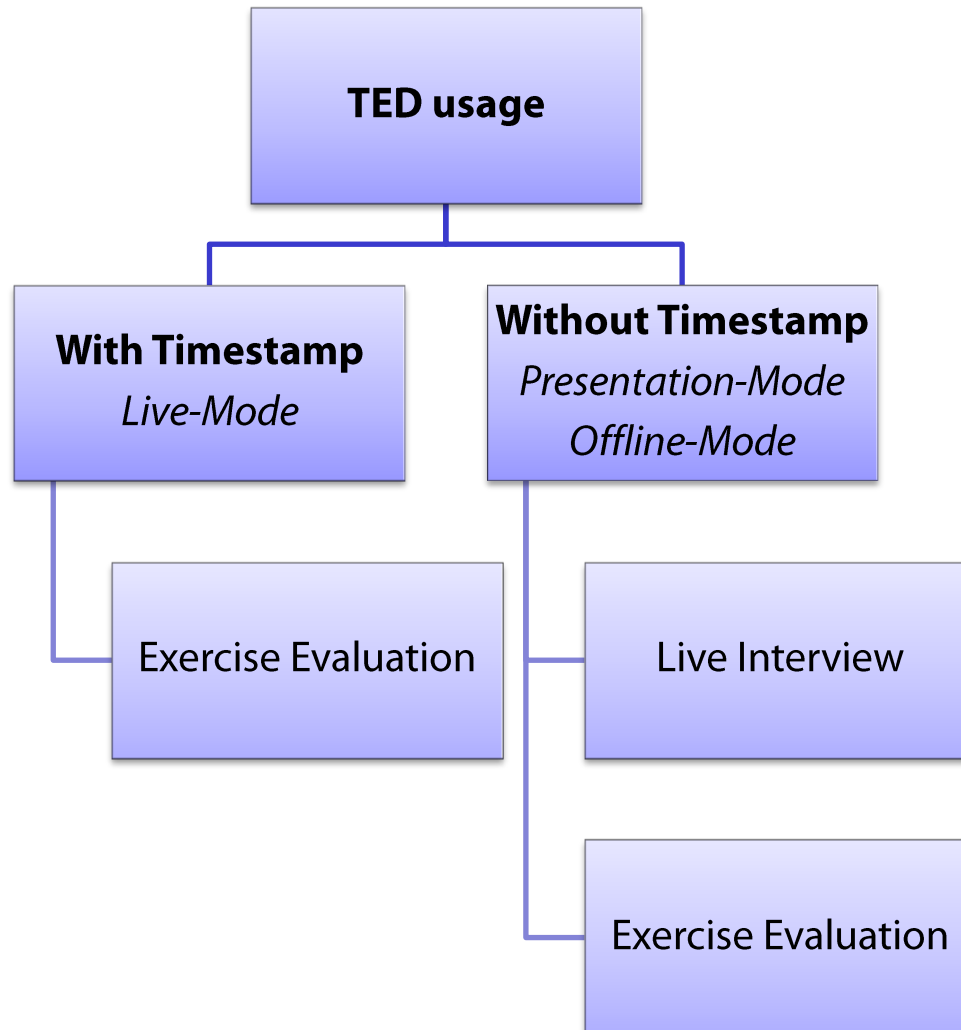 TED usage
With Timestamp
Live-Mode
Without Timestamp
Presentation-Mode
Offline-Mode
Exercise Evaluation
Live Interview
Exercise Evaluation